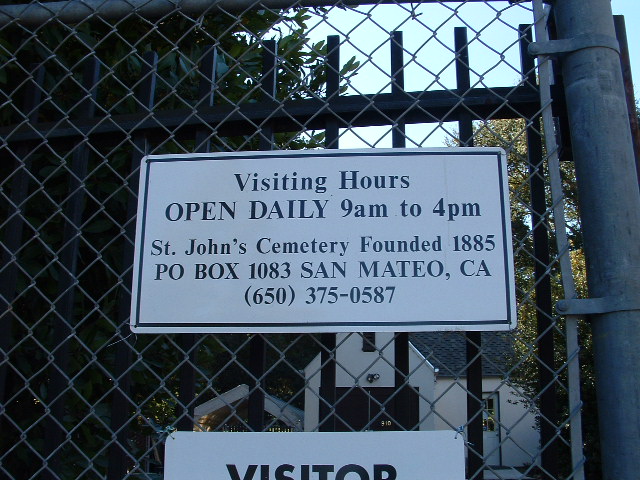 Visiting Hours
OPEN DAILY 9am to 4pm
St. John's Cemetery Founded 1885
PO BOX 1083 SAN MATEO, CA
(650) 375-0587
910
VISITOR